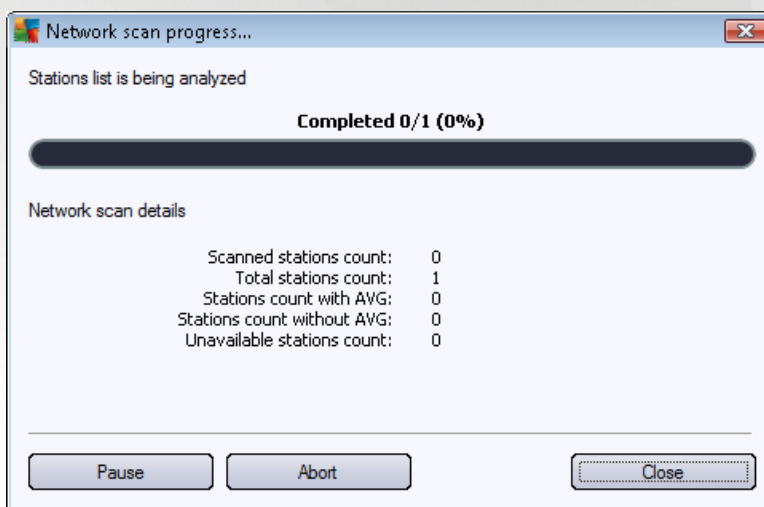 Network scan progress...
Stations list is being analyzed
Completed 0/1 (0%)
Network scan details
Scanned stations count: 0
Total stations count: 1
Stations count with AVG: 0
Stations count without AVG: 0
Unavailable stations count: 0
Pause Abort Close